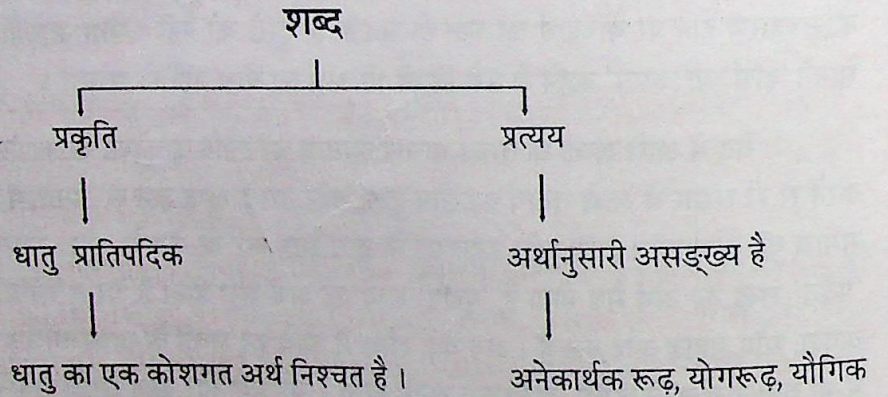 शब्द
प्रकृति प्रत्यय
धातु प्रातिपदिक अर्थानुसारी असङ्ख्य है
धातु का एक कोशगत अर्थ निश्चत है । अनेकार्थक रूढ़, योगरूढ़, यौगिक